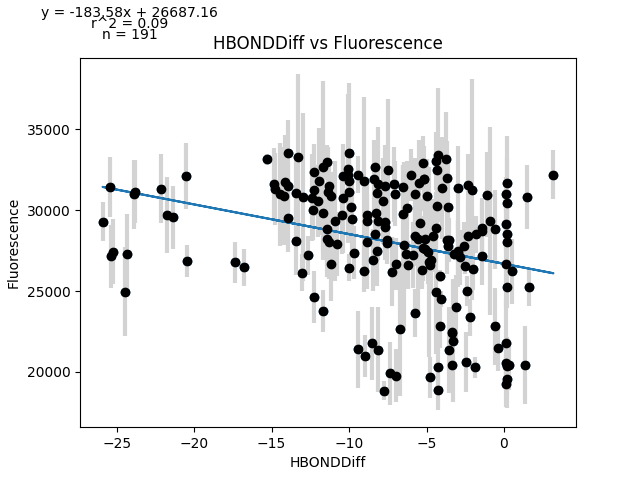 y = -183.58x + 26687.16
r^2 = 0.09
n = 191
HBONDDiff vs Fluorescence
35000
30000
25000
20000
Fluorescence
−25
−20
−15
−10
−5
0
HBONDDiff